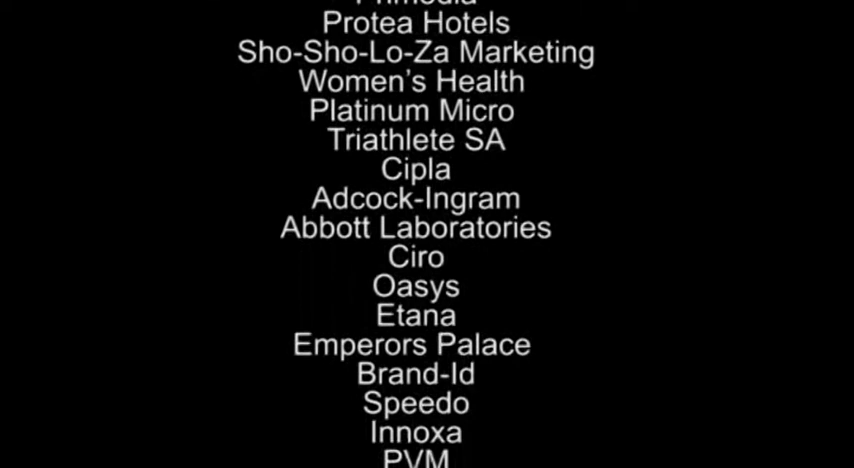 Primedia
Protea Hotels
Sho-Sho-Lo-Za Marketing
Women's Health
Platinum Micro
Triathlete SA
Cipla
Adcock-Ingram
Abbott Laboratories
Ciro
Oasys
Etana
Emperors Palace
Brand-Id
Speedo
Innoxa
PVM